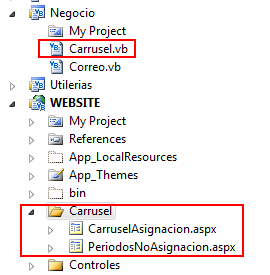 Negocio
My Project
Carrusel.vb
Correo.vb
Utilerias
WEBSITE
My Project
References
App_LocalResources
App_Themes
bin
Carrusel
CarruselAsignacion.aspx
PeriodosNoAsignacion.aspx
Controles